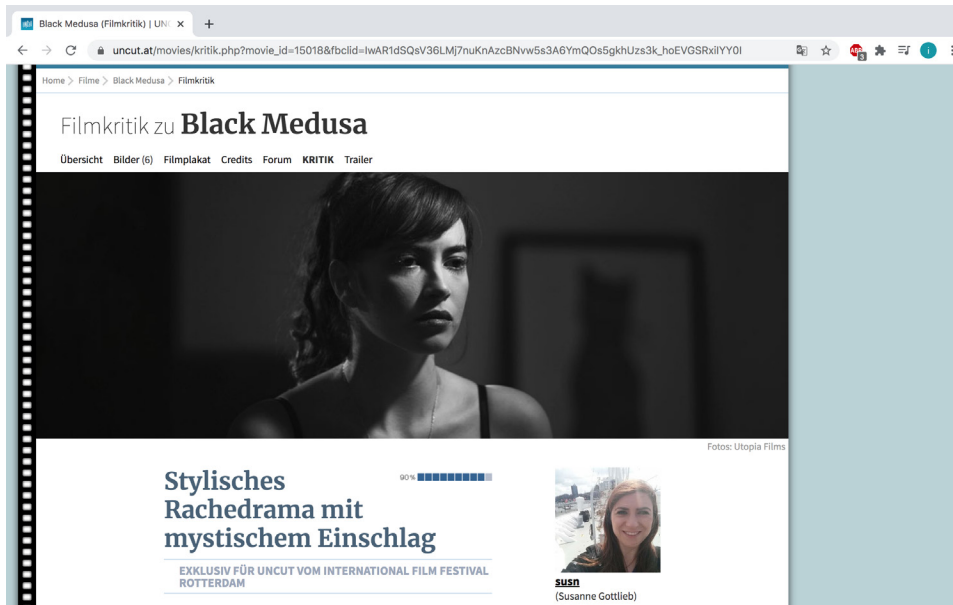 Black Medusa (Filmkritik) | UN
uncut.at/movies/kritik.php?movie_id=15018&fbclid=IwAR1dSQsV36LMj7nuKnAzcBNvw5s3A6YmQOs5gkhUzs3k_hoEVGSRxilYY0I
ABP
3
i
Home > Filme > Black Medusa > Filmkritik
Filmkritik zu Black Medusa
Übersicht Bilder (6) Filmplakat Credits Forum KRITIK Trailer
Fotos: Utopia Films
Stylisches
Rachedrama mit
mystischem Einschlag
90%
EXKLUSIV FÜR UNCUT VOM INTERNATIONAL FILM FESTIVAL
ROTTERDAM
susn
(Susanne Gottlieb)